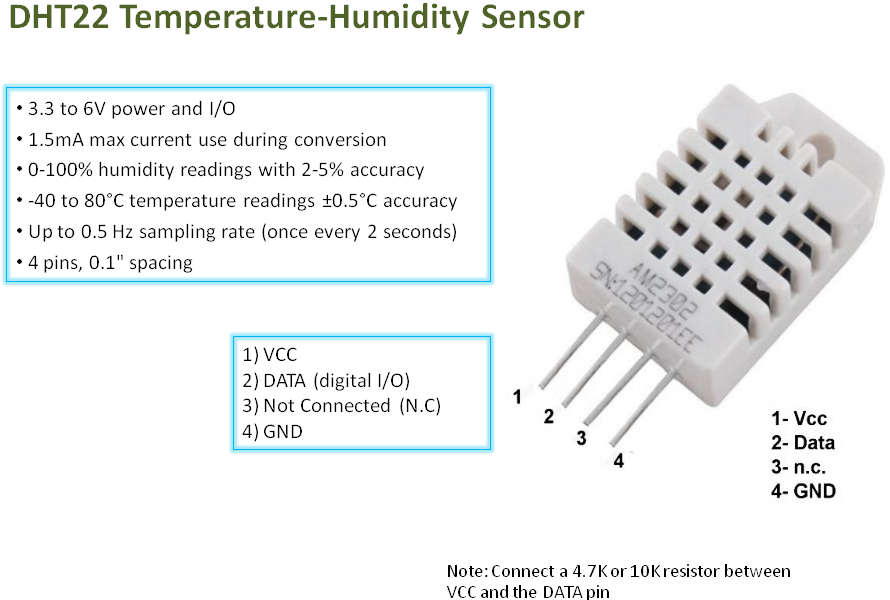 DHT22 Temperature-Humidity Sensor
• 3.3 to 6V power and I/O
• 1.5mA max current use during conversion
• 0-100% humidity readings with 2-5% accuracy
• -40 to 80°C temperature readings ±0.5°C accuracy
• Up to 0.5 Hz sampling rate (once every 2 seconds)
• 4 pins, 0.1" spacing
AM2302
SN:1201201EE
1) VCC
2) DATA (digital I/O)
3) Not Connected (N.C)
4) GND
1
2
3
4
1- Vcc
2- Data
3- n.c.
4- GND
Note: Connect a 4.7K or 10K resistor between
VCC and the DATA pin